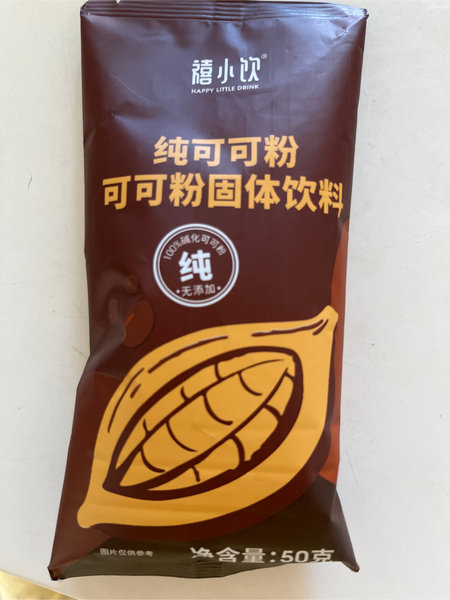 禧小饮®
HAPPY LITTLE DRINK
纯可可粉
可可粉固体饮料
100%碱化可可粉
纯
·无添加·
图片仅供参考
净含量:50克